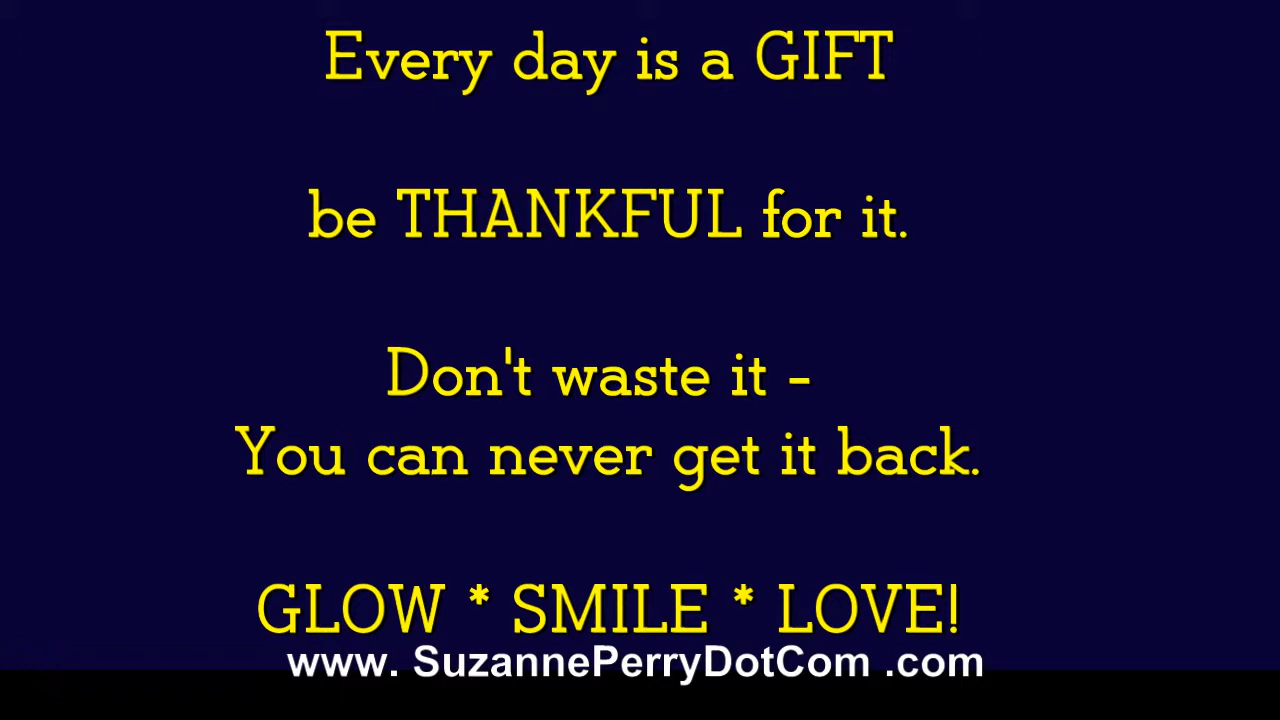 Every day is a GIFT
be THANKFUL for it.
Don't waste it -
You can never get it back.
GLOW * SMILE * LOVE!
www. SuzannePerryDotCom .com